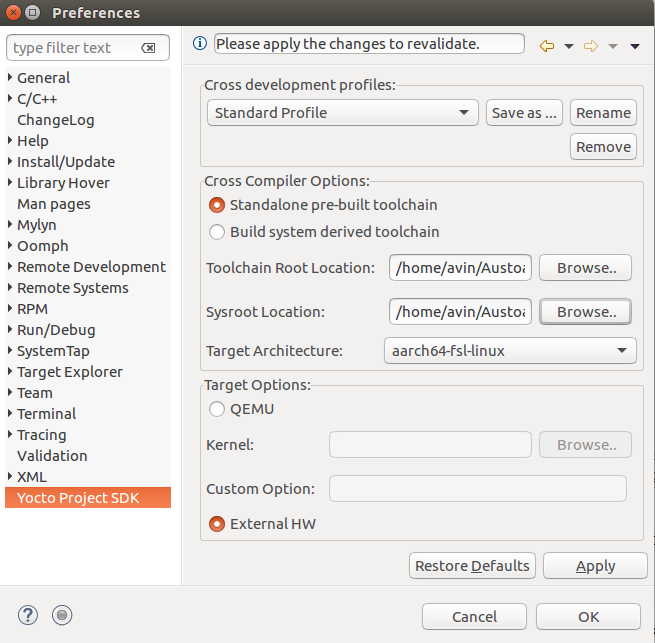 Preferences
type filter text
General
C/C++
ChangeLog
Help
Install/Update
Library Hover
Man pages
Mylyn
Oomph
Remote Development
Remote Systems
RPM
Run/Debug
SystemTap
Target Explorer
Team
Terminal
Tracing
Validation
XML
Yocto Project SDK
Please apply the changes to revalidate.
Cross development profiles:
Standard Profile Save as ... Rename
Remove
Cross Compiler Options:
Standalone pre-built toolchain
Build system derived toolchain
Toolchain Root Location: /home/avin/Austoa Browse..
Sysroot Location: /home/avin/Austoa Browse..
Target Architecture: aarch64-fsl-linux
Target Options:
QEMU
Kernel: Browse..
Custom Option:
External HW
Restore Defaults Apply
? Cancel OK